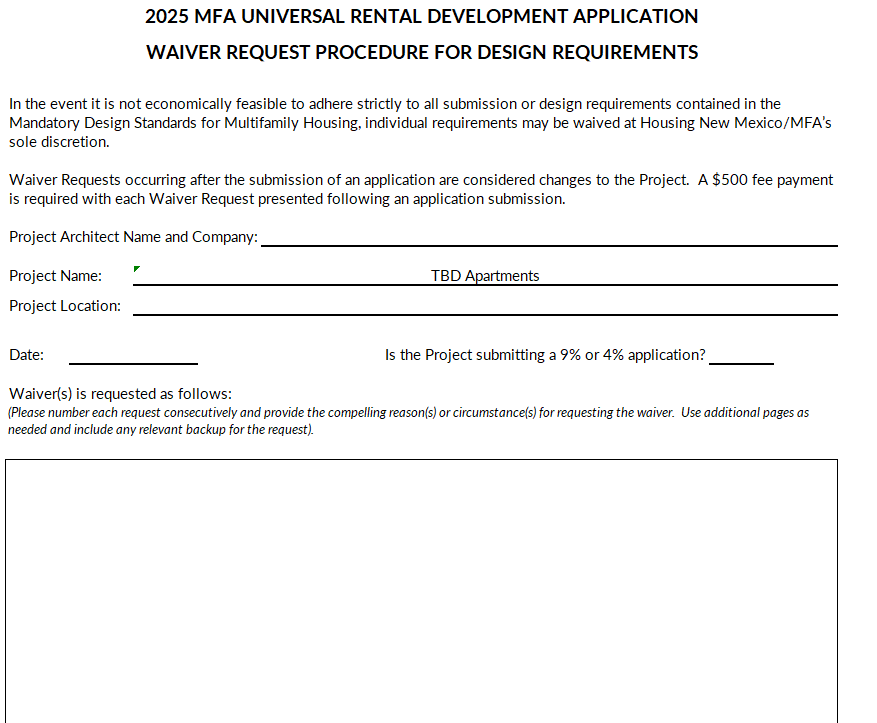 2025 MFA UNIVERSAL RENTAL DEVELOPMENT APPLICATION
WAIVER REQUEST PROCEDURE FOR DESIGN REQUIREMENTS
In the event it is not economically feasible to adhere strictly to all submission or design requirements contained in the
Mandatory Design Standards for Multifamily Housing, individual requirements may be waived at Housing New Mexico/MFA's
sole discretion.
Waiver Requests occurring after the submission of an application are considered changes to the Project.  A $500 fee payment
is required with each Waiver Request presented following an application submission.
Project Architect Name and Company:
Project Name: TBD Apartments
Project Location:
Date: Is the Project submitting a 9% or 4% application?
Waiver(s) is requested as follows:
(Please number each request consecutively and provide the compelling reason(s) or circumstance(s) for requesting the waiver.  Use additional pages as
needed and include any relevant backup for the request).